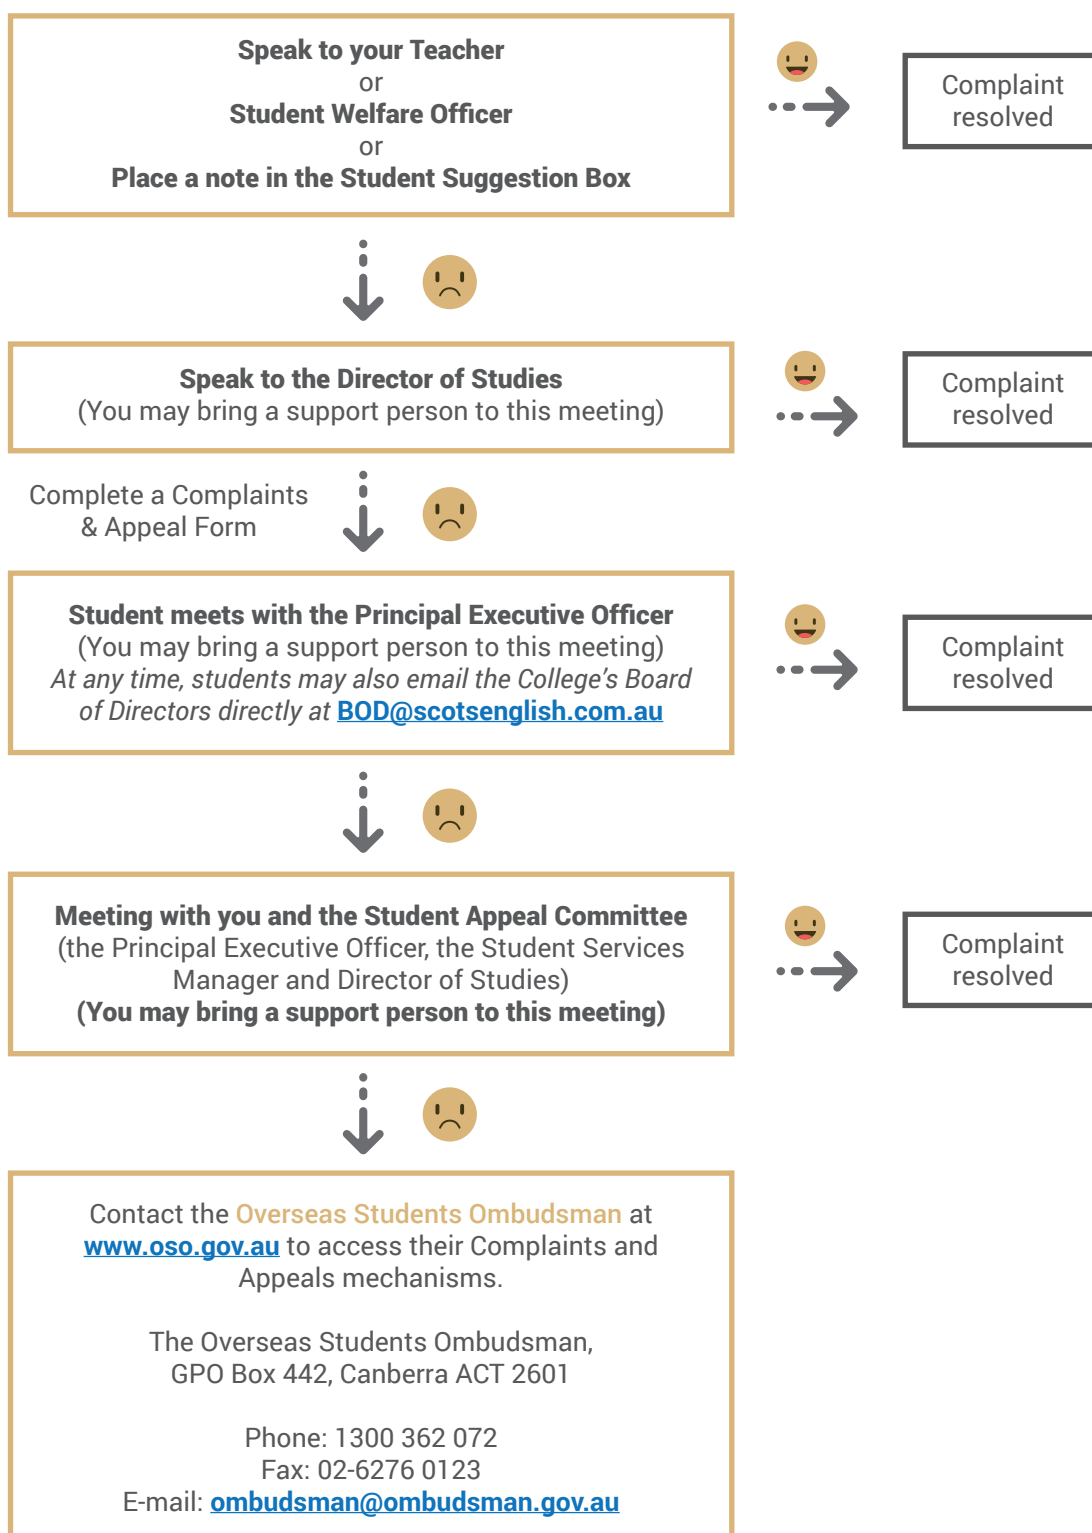 Speak to your Teacher
or
Student Welfare Officer
or
Place a note in the Student Suggestion Box
Complaint
resolved
Speak to the Director of Studies
(You may bring a support person to this meeting)
Complaint
resolved
Complete a Complaints
& Appeal Form
Student meets with the Principal Executive Officer
(You may bring a support person to this meeting)
At any time, students may also email the College's Board
of Directors directly at BOD@scotsenglish.com.au
Complaint
resolved
Meeting with you and the Student Appeal Committee
(the Principal Executive Officer, the Student Services
Manager and Director of Studies)
(You may bring a support person to this meeting)
Complaint
resolved
Contact the Overseas Students Ombudsman at
www.oso.gov.au to access their Complaints and
Appeals mechanisms.
The Overseas Students Ombudsman,
GPO Box 442, Canberra ACT 2601
Phone: 1300 362 072
Fax: 02-6276 0123
E-mail: ombudsman@ombudsman.gov.au